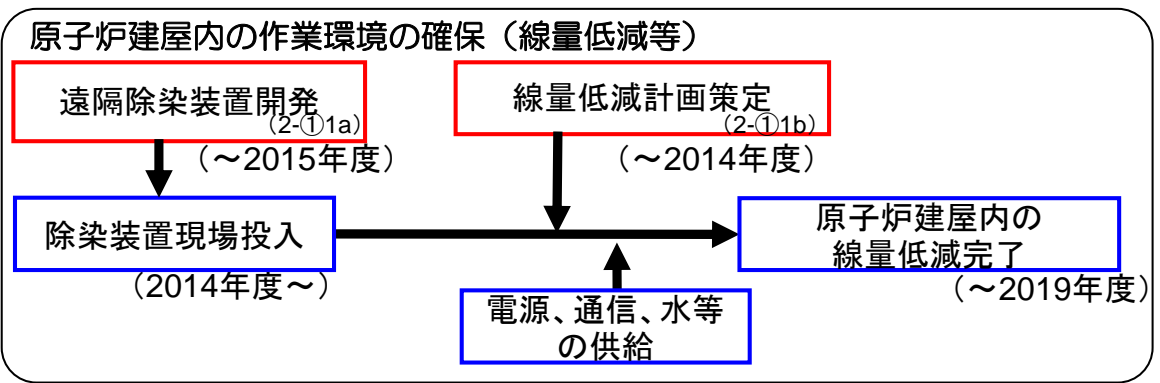 原子炉建屋内の作業環境の確保（線量低減等）
遠隔除染装置開発
（2-①1a）
（～2015年度）
線量低減計画策定
（2-①1b）
（～2014年度）
除染装置現場投入
（2014年度～）
原子炉建屋内の
線量低減完了
（～2019年度）
電源、通信、水等
の供給